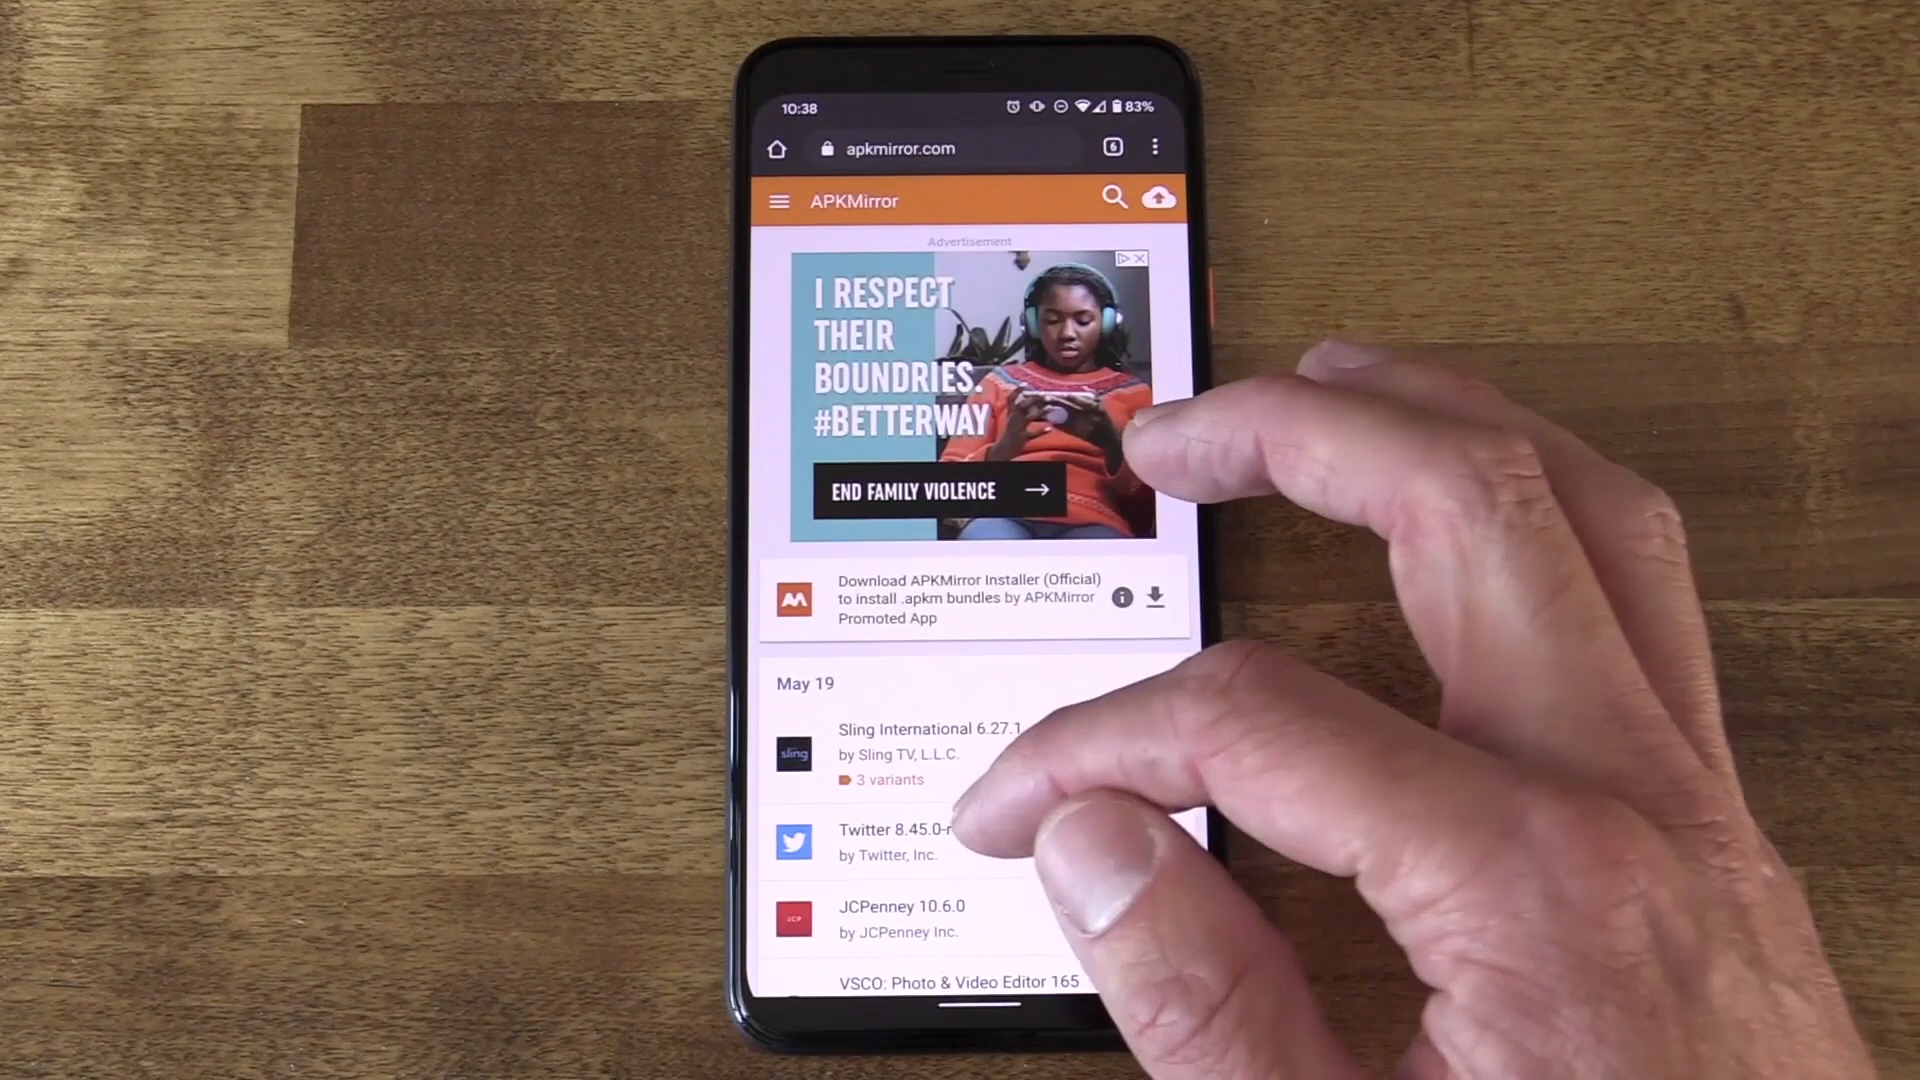 10:38
83%
apkmirror.com
6
APKMirror
Advertisement
I RESPECT
THEIR
BOUNDRIES.
#BETTERWAY
END FAMILY VIOLENCE
Download APKMirror Installer (Official)
to install .apkm bundles by APKMirror
Promoted App
May 19
Sling International 6.27.1
sling
by Sling TV, L.L.C.
3 variants
Twitter 8.45.0-
by Twitter, Inc.
JCPenney 10.6.0
JCP
by JCPenney Inc.
VSCO: Photo & Video Editor 165